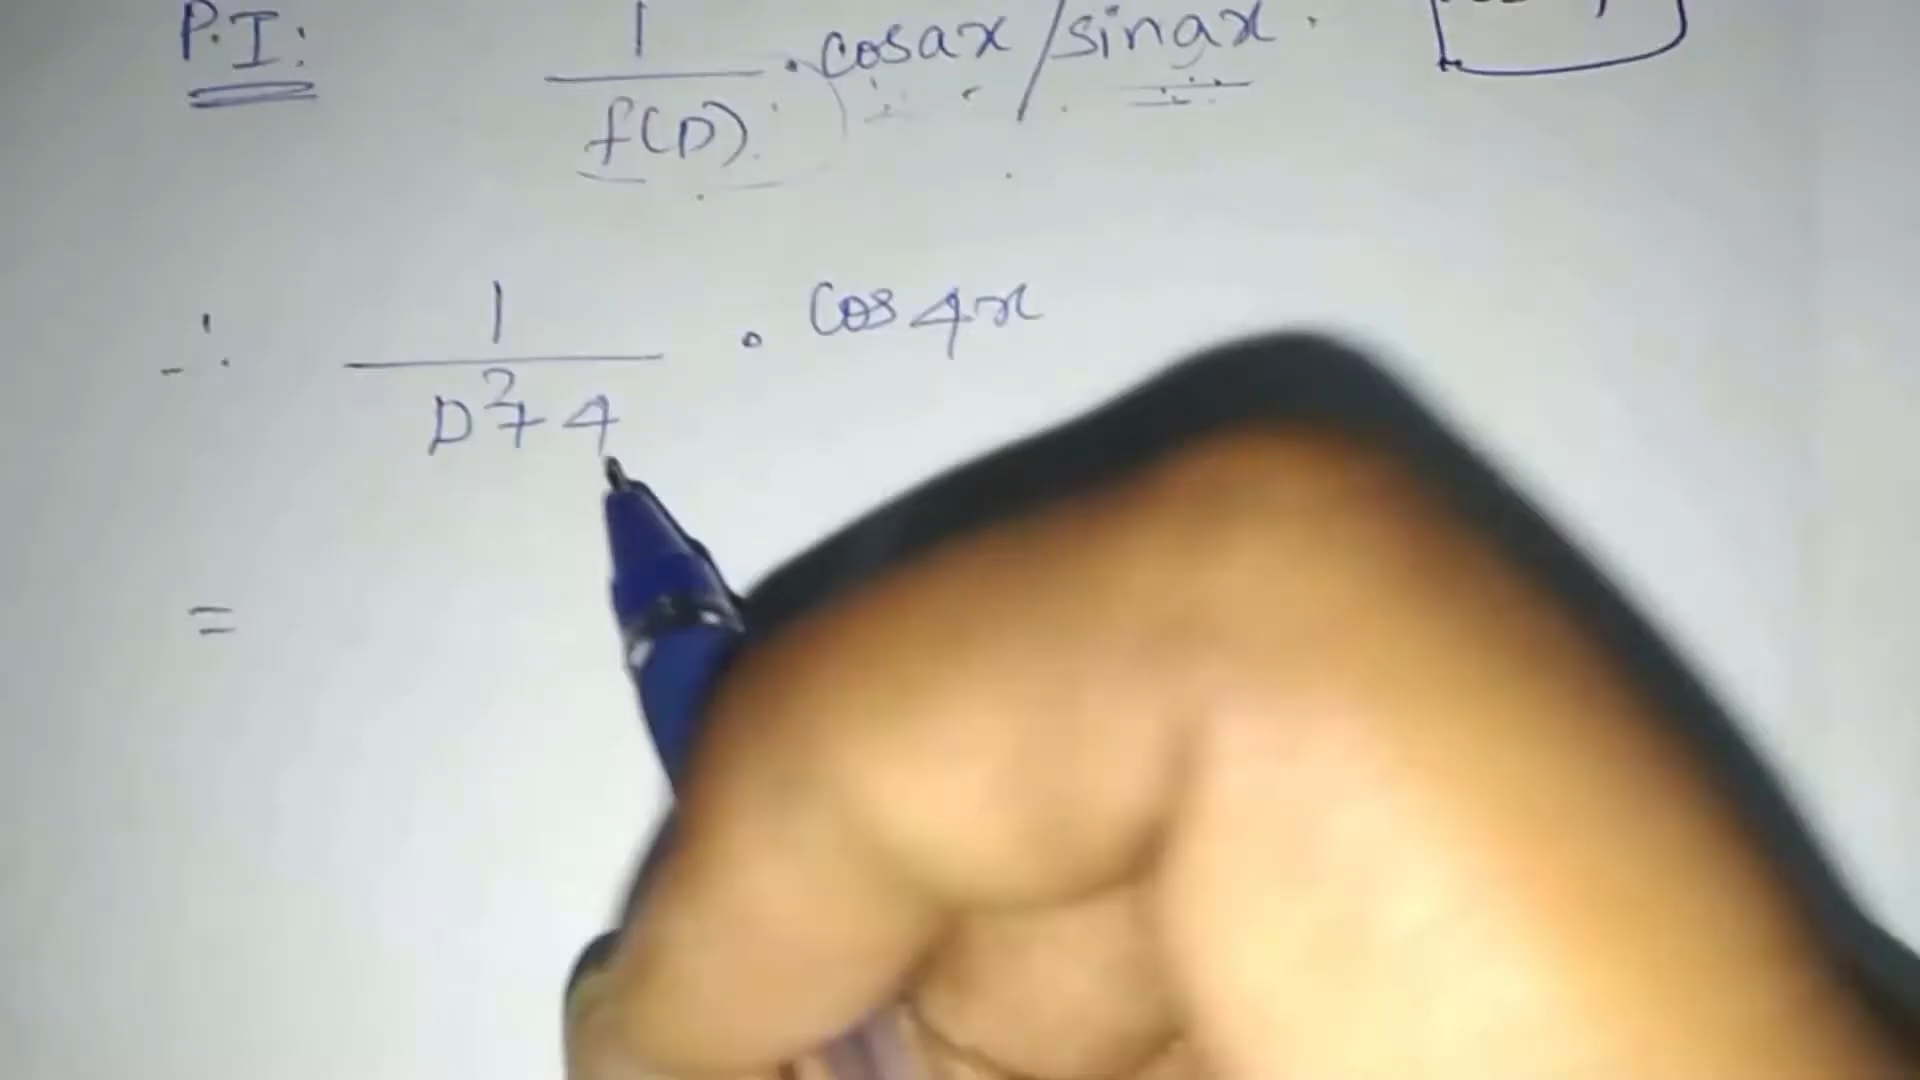 P.I: 1/f(D) . cosax/sinax.
∴ 1/D²+4 . cos4x
=